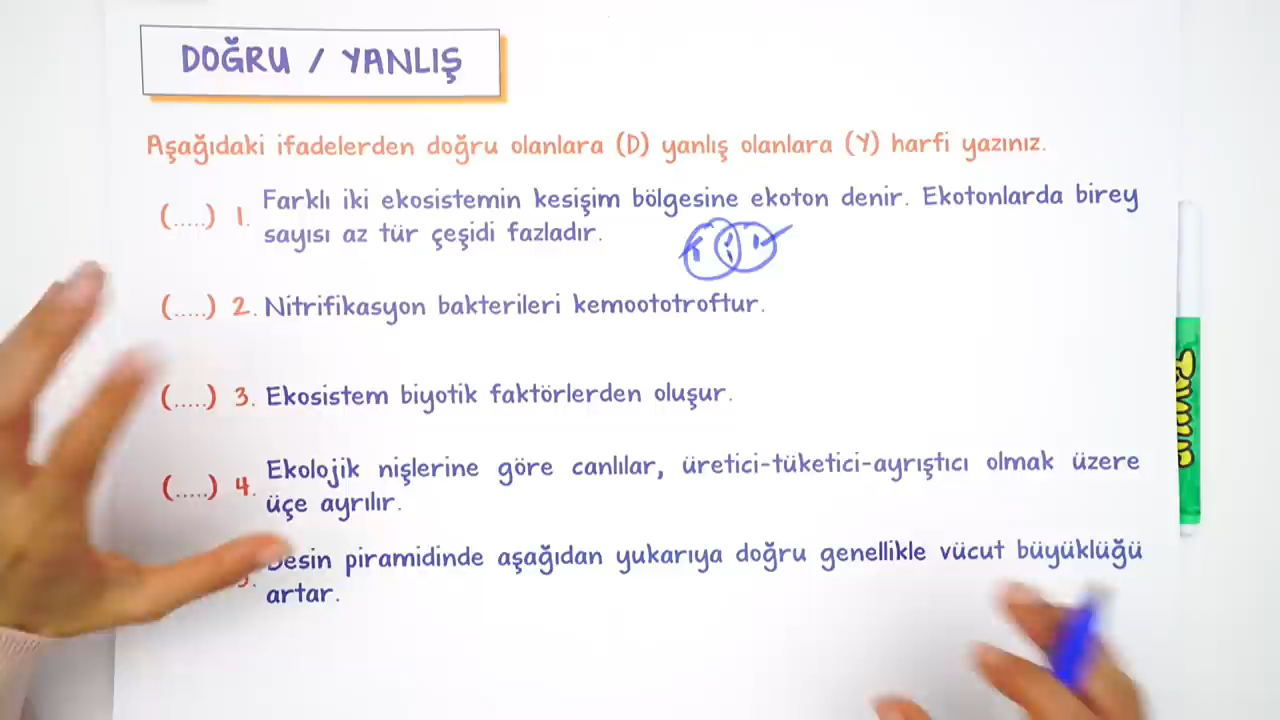 DOĞRU / YANLIŞ
Aşağıdaki ifadelerden doğru olanlara (D) yanlış olanlara (Y) harfi yazınız.
(.....) 1. Farklı iki ekosistemin kesişim bölgesine ekoton denir. Ekotonlarda birey
sayısı az tür çeşidi fazladır.
(.....) 2. Nitrifikasyon bakterileri kemoototroftur.
(.....) 3. Ekosistem biyotik faktörlerden oluşur.
(.....) 4. Ekolojik nişlerine göre canlılar, üretici-tüketici-ayrıştıcı olmak üzere
üçe ayrılır.
piramidinde aşağıdan yukarıya doğru genellikle vücut büyüklüğü
artar.